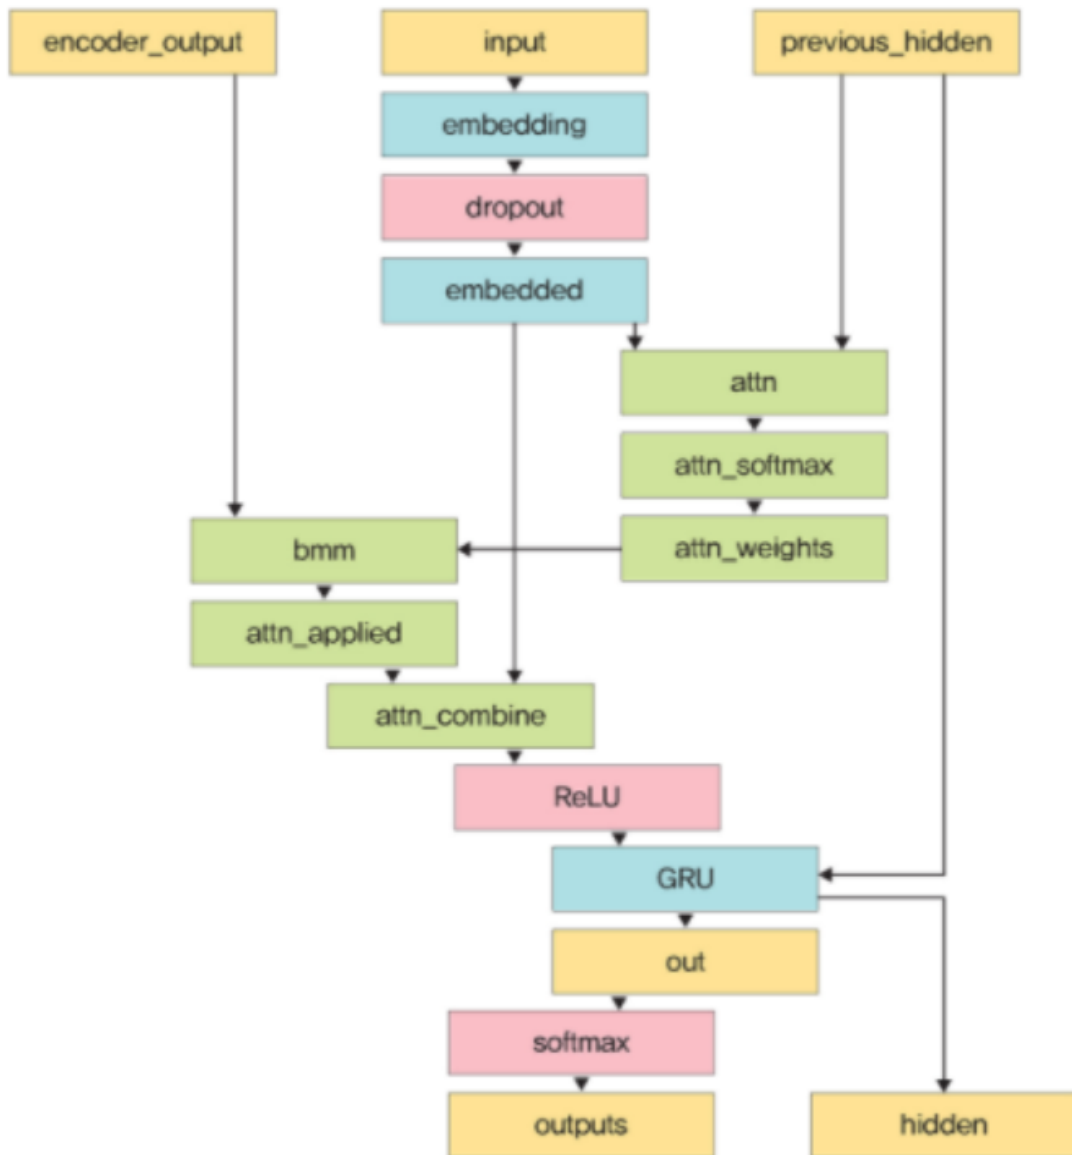 encoder_output
input
previous_hidden
embedding
dropout
embedded
attn
attn_softmax
attn_weights
bmm
attn_applied
attn_combine
ReLU
GRU
out
softmax
outputs
hidden